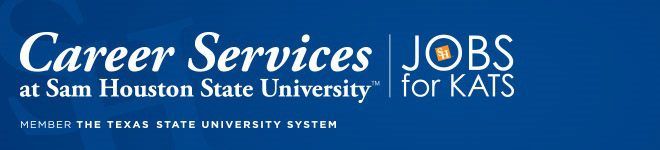 Career Services
at Sam Houston State University™
JOBS
for KATS
MEMBER THE TEXAS STATE UNIVERSITY SYSTEM